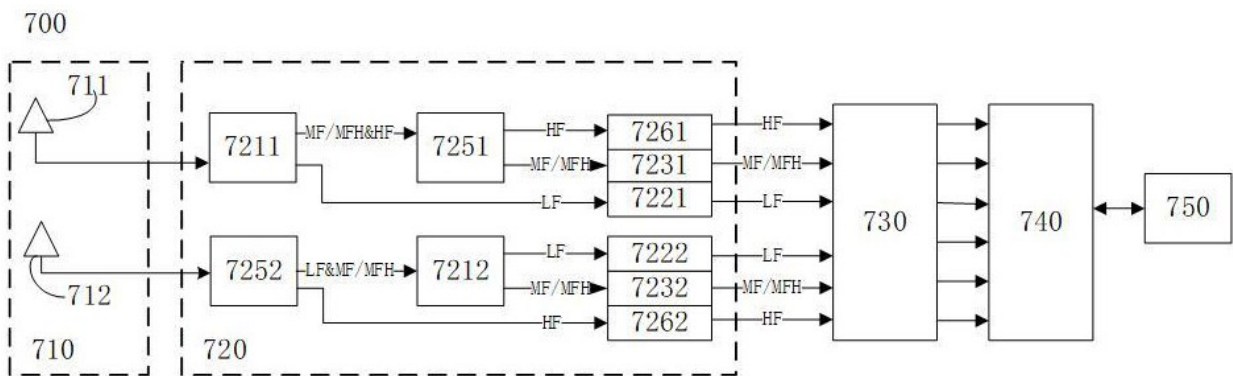 700
711
7211
MF/MFH&HF
7251
HF
MF/MFH
LF
7261
7231
7221
HF
MF/MFH
LF
730
740
750
712
7252
LF&MF/MFH
7212
LF
MF/MFH
HF
7222
7232
7262
LF
MF/MFH
HF
710
720